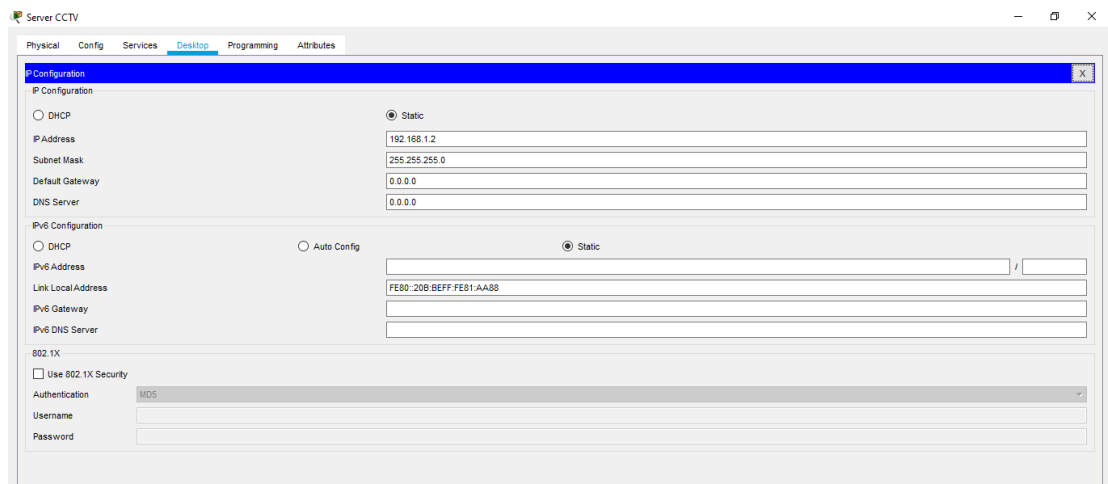 Server CCTV
Physical Config Services Desktop Programming Attributes
IP Configuration X
IP Configuration
DHCP Static
IP Address 192.168.1.2
Subnet Mask 255.255.255.0
Default Gateway 0.0.0.0
DNS Server 0.0.0.0
IPv6 Configuration
DHCP Auto Config Static
IPv6 Address /
Link Local Address FE80::20B:BEFF:FE81:AA88
IPv6 Gateway
IPv6 DNS Server
802.1X
Use 802.1X Security
Authentication MD5
Username
Password